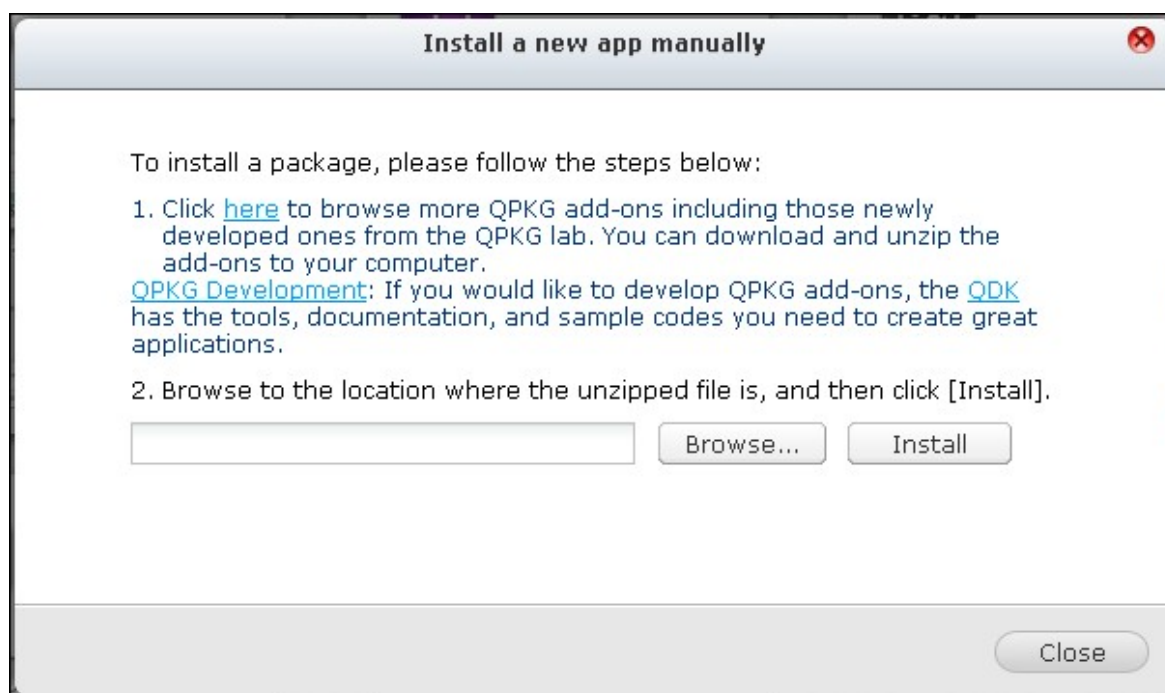 Install a new app manually
To install a package, please follow the steps below:
1. Click here to browse more QPKG add-ons including those newly
developed ones from the QPKG lab. You can download and unzip the
add-ons to your computer.
QPKG Development: If you would like to develop QPKG add-ons, the QDK
has the tools, documentation, and sample codes you need to create great
applications.
2. Browse to the location where the unzipped file is, and then click [Install].
Browse... Install
Close